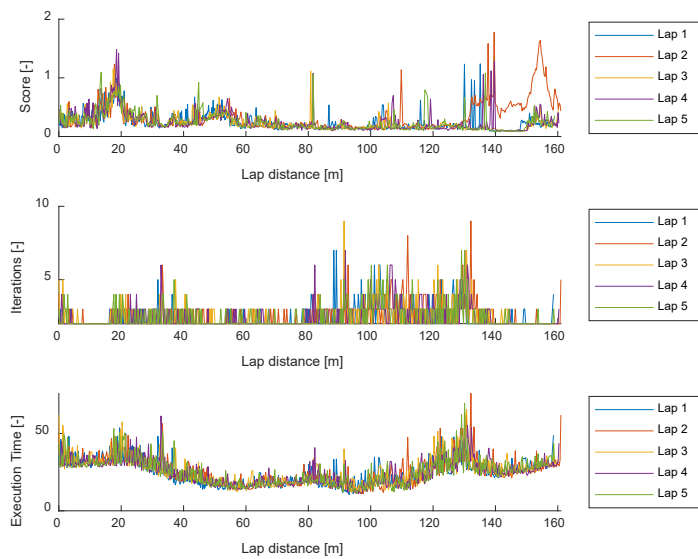 2
1
0
Score [-]
0 20 40 60 80 100 120 140 160
Lap distance [m]
Lap 1
Lap 2
Lap 3
Lap 4
Lap 5
10
5
Iterations [-]
0 20 40 60 80 100 120 140 160
Lap distance [m]
Lap 1
Lap 2
Lap 3
Lap 4
Lap 5
50
0
Execution Time [-]
0 20 40 60 80 100 120 140 160
Lap distance [m]
Lap 1
Lap 2
Lap 3
Lap 4
Lap 5